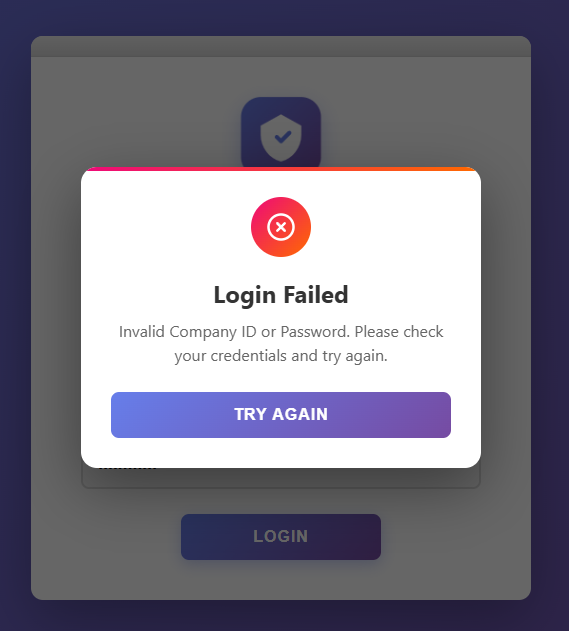 Login Failed
Invalid Company ID or Password. Please check
your credentials and try again.
TRY AGAIN
LOGIN